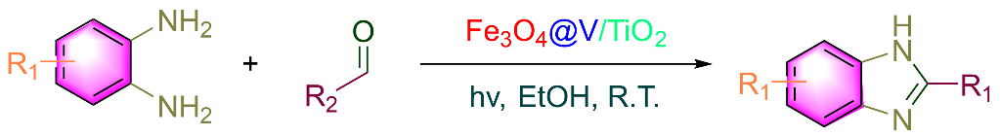 R₁
NH₂
NH₂
+
R₂
O
Fe₃O₄@V/TiO₂
hv, EtOH, R.T.
R₁
H
N
N
R₁